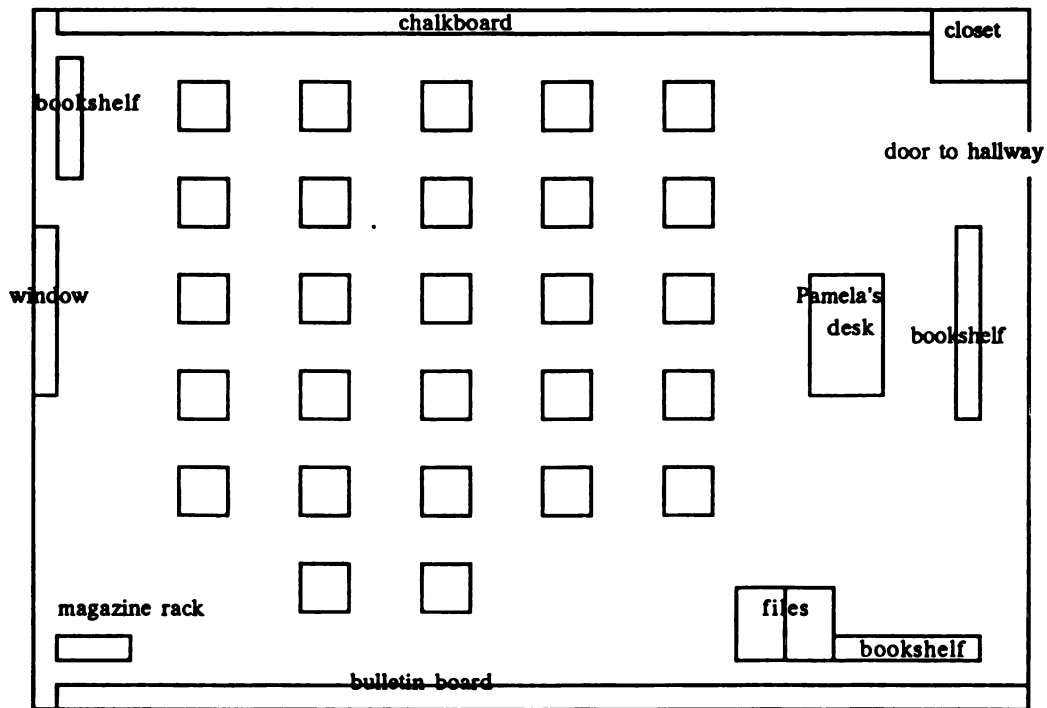 chalkboard
closet
bookshelf
door to hallway
window
Pamela's
desk
bookshelf
magazine rack
files
bookshelf
bulletin board